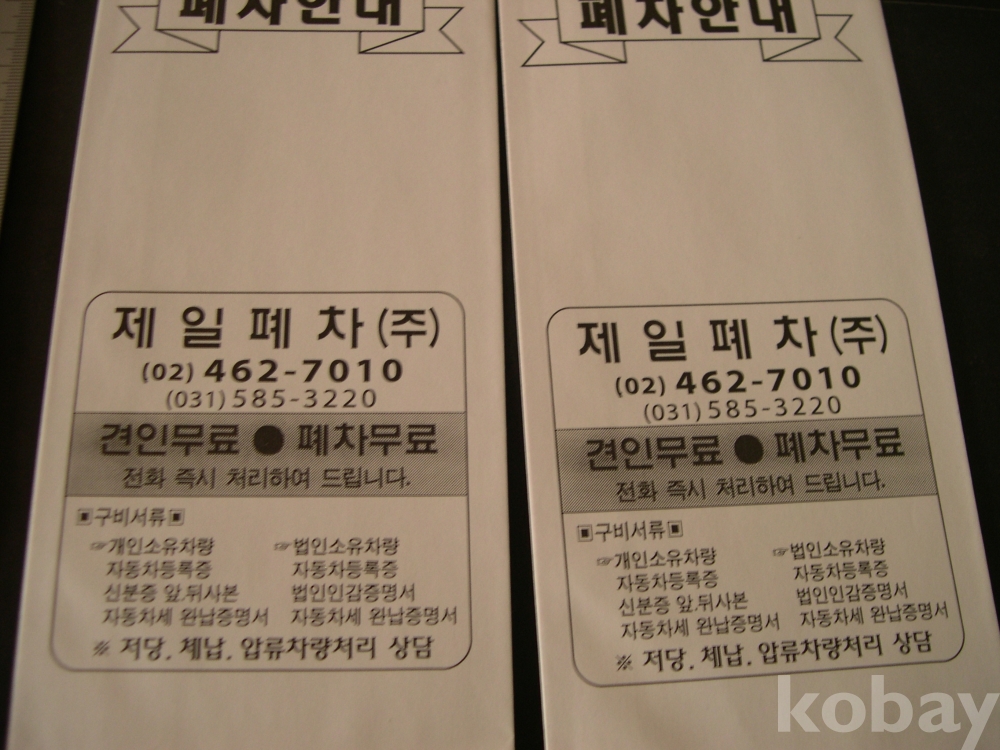 폐차안내
제일폐차(주)
(02) 462-7010
(031) 585-3220
견인무료 ● 폐차무료
전화 즉시 처리하여 드립니다.
▣구비서류▣
☞개인소유차량 ☞법인소유차량
자동차등록증 자동차등록증
신분증 앞.뒤사본 법인인감증명서
자동차세 완납증명서 자동차세 완납증명서
※ 저당, 체납, 압류차량처리 상담
폐차안내
제일폐차(주)
(02) 462-7010
(031) 585-3220
견인무료 ● 폐차무료
전화 즉시 처리하여 드립니다.
▣구비서류▣
☞개인소유차량 ☞법인소유차량
자동차등록증 자동차등록증
신분증 앞.뒤사본 법인인감증명서
자동차세 완납증명서 자동차세 완납증명서
※ 저당, 체납, 압류차량처리 상담
kobay